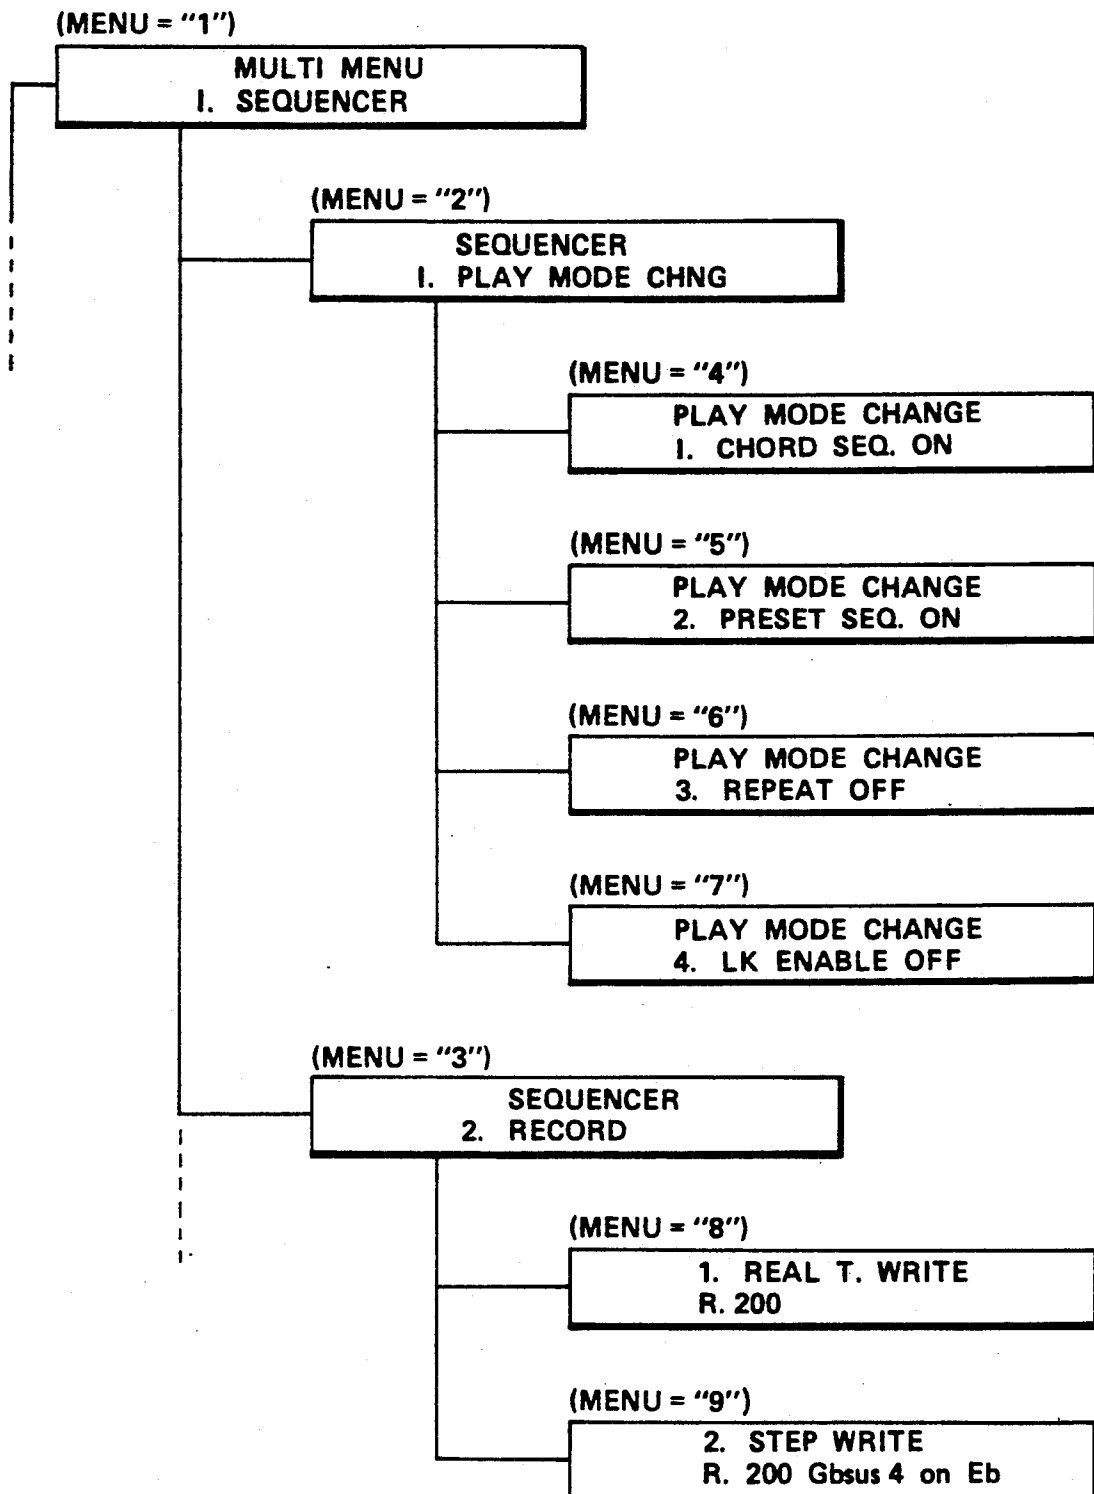 (MENU = "1")
MULTI MENU
I. SEQUENCER
(MENU = "2")
SEQUENCER
I. PLAY MODE CHNG
(MENU = "4")
PLAY MODE CHANGE
I. CHORD SEQ. ON
(MENU = "5")
PLAY MODE CHANGE
2. PRESET SEQ. ON
(MENU = "6")
PLAY MODE CHANGE
3. REPEAT OFF
(MENU = "7")
PLAY MODE CHANGE
4. LK ENABLE OFF
(MENU = "3")
SEQUENCER
2. RECORD
(MENU = "8")
1. REAL T. WRITE
R. 200
(MENU = "9")
2. STEP WRITE
R. 200 Gbsus 4 on Eb